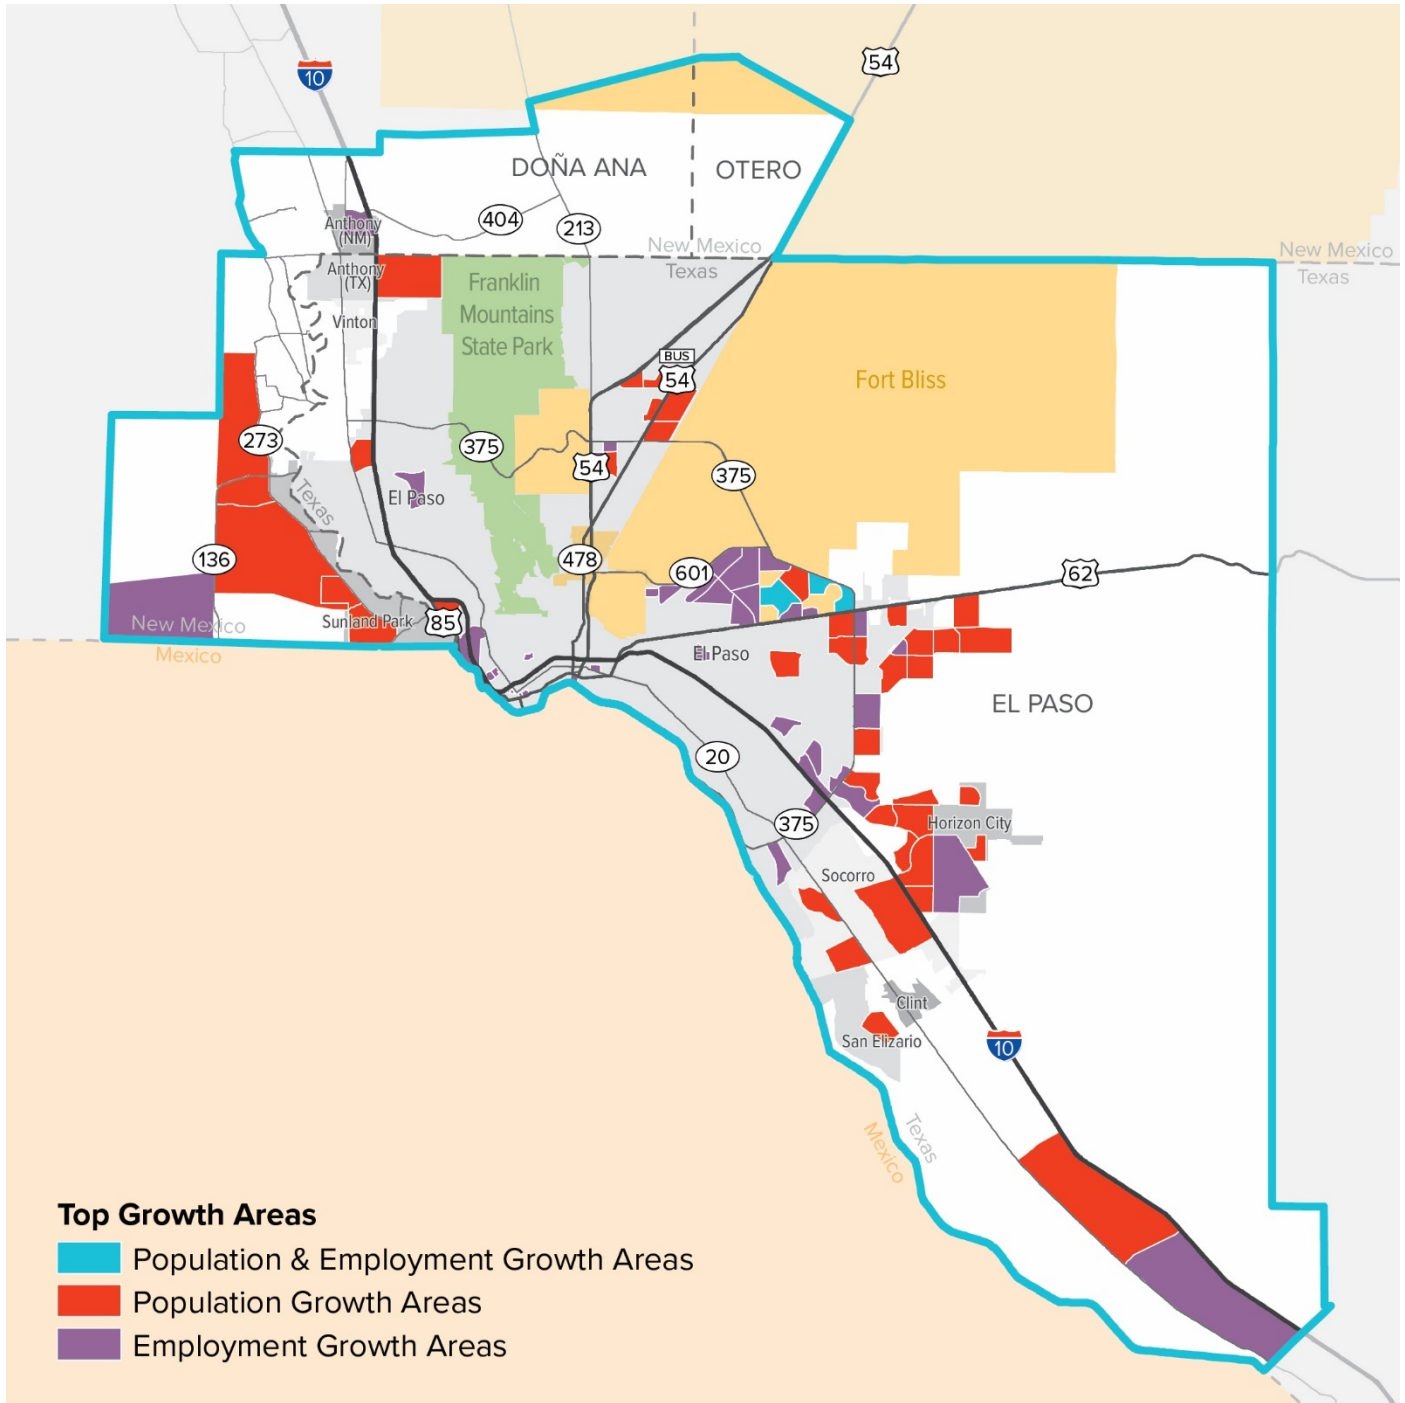 54
10
DOÑA ANA
OTERO
404
213
Anthony
(NM)
New Mexico
Texas
New Mexico
Texas
Anthony
(TX)
Franklin
Mountains
State Park
Vinton
BUS
54
Fort Bliss
273
375
54
375
El Paso
Texas
136
478
601
62
New Mexico
Mexico
Sunland Park
85
El Paso
EL PASO
20
375
Horizon City
Socorro
Clint
San Elizario
10
Texas
Mexico
Top Growth Areas
Population & Employment Growth Areas
Population Growth Areas
Employment Growth Areas